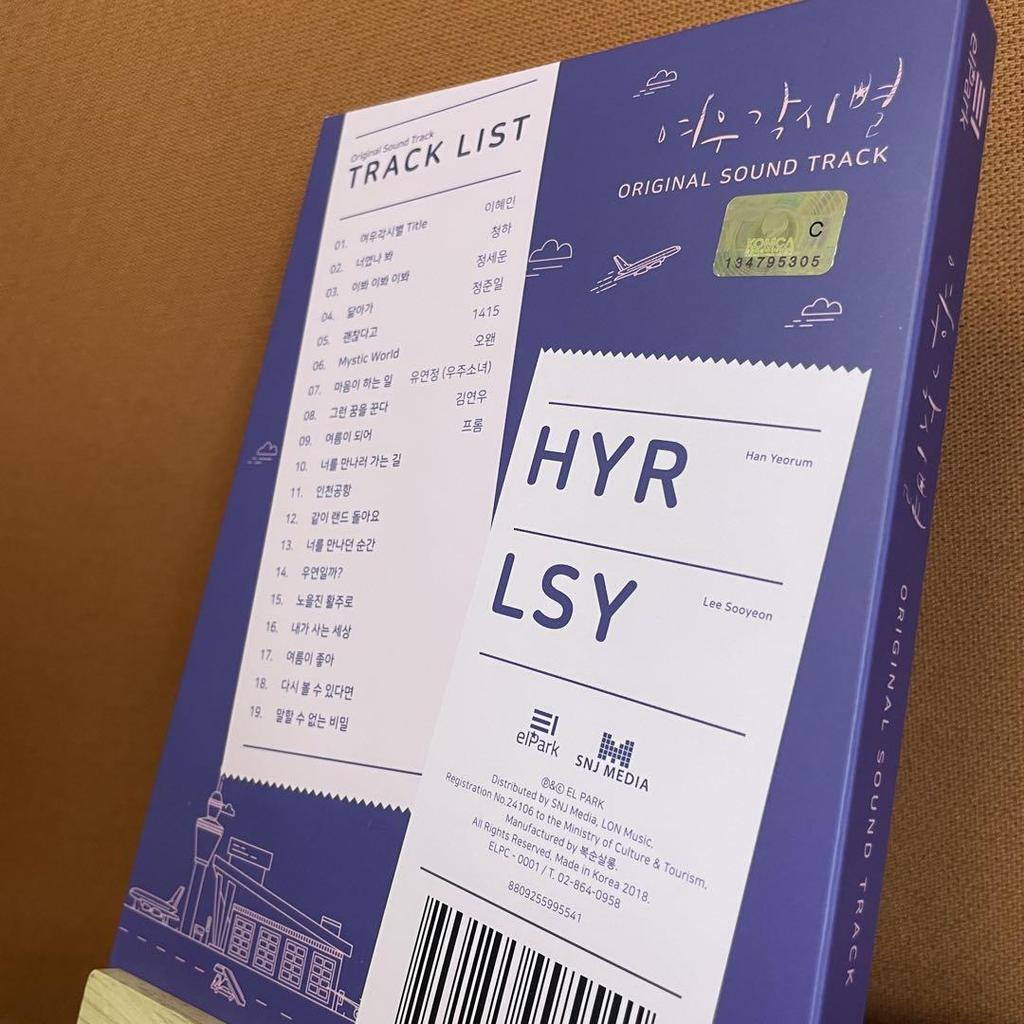 Original Sound Track
TRACK LIST
01. 여우각시별 Title 이혜민
02. 너였나 봐 청하
03. 이봐 이봐 이봐 정세운
04. 닮아가 정준일
05. 괜찮다고 1415
06. Mystic World 오왠
07. 마음이 하는 일 유연정 (우주소녀)
08. 그런 꿈을 꾼다 김연우
09. 여름이 되어 프롬
10. 너를 만나러 가는 길
11. 인천공항
12. 같이 랜드 돌아요
13. 너를 만나던 순간
14. 우연일까?
15. 노을진 활주로
16. 내가 사는 세상
17. 여름이 좋아
18. 다시 볼 수 있다면
19. 말할 수 없는 비밀
여우각시별
ORIGINAL SOUND TRACK
KOMCA
C
134795305
HYR Han Yeorum
LSY Lee Sooyeon
elPark
SNJ MEDIA
℗&© EL PARK
Distributed by SNJ Media, LON Music.
Registration No.24106 to the Ministry of Culture & Tourism,
Manufactured by 복순살롱.
All Rights Reserved. Made in Korea 2018.
ELPC - 0001 / T. 02-864-0958
8809255995541
elPark
여우각시별
ORIGINAL SOUND TRACK